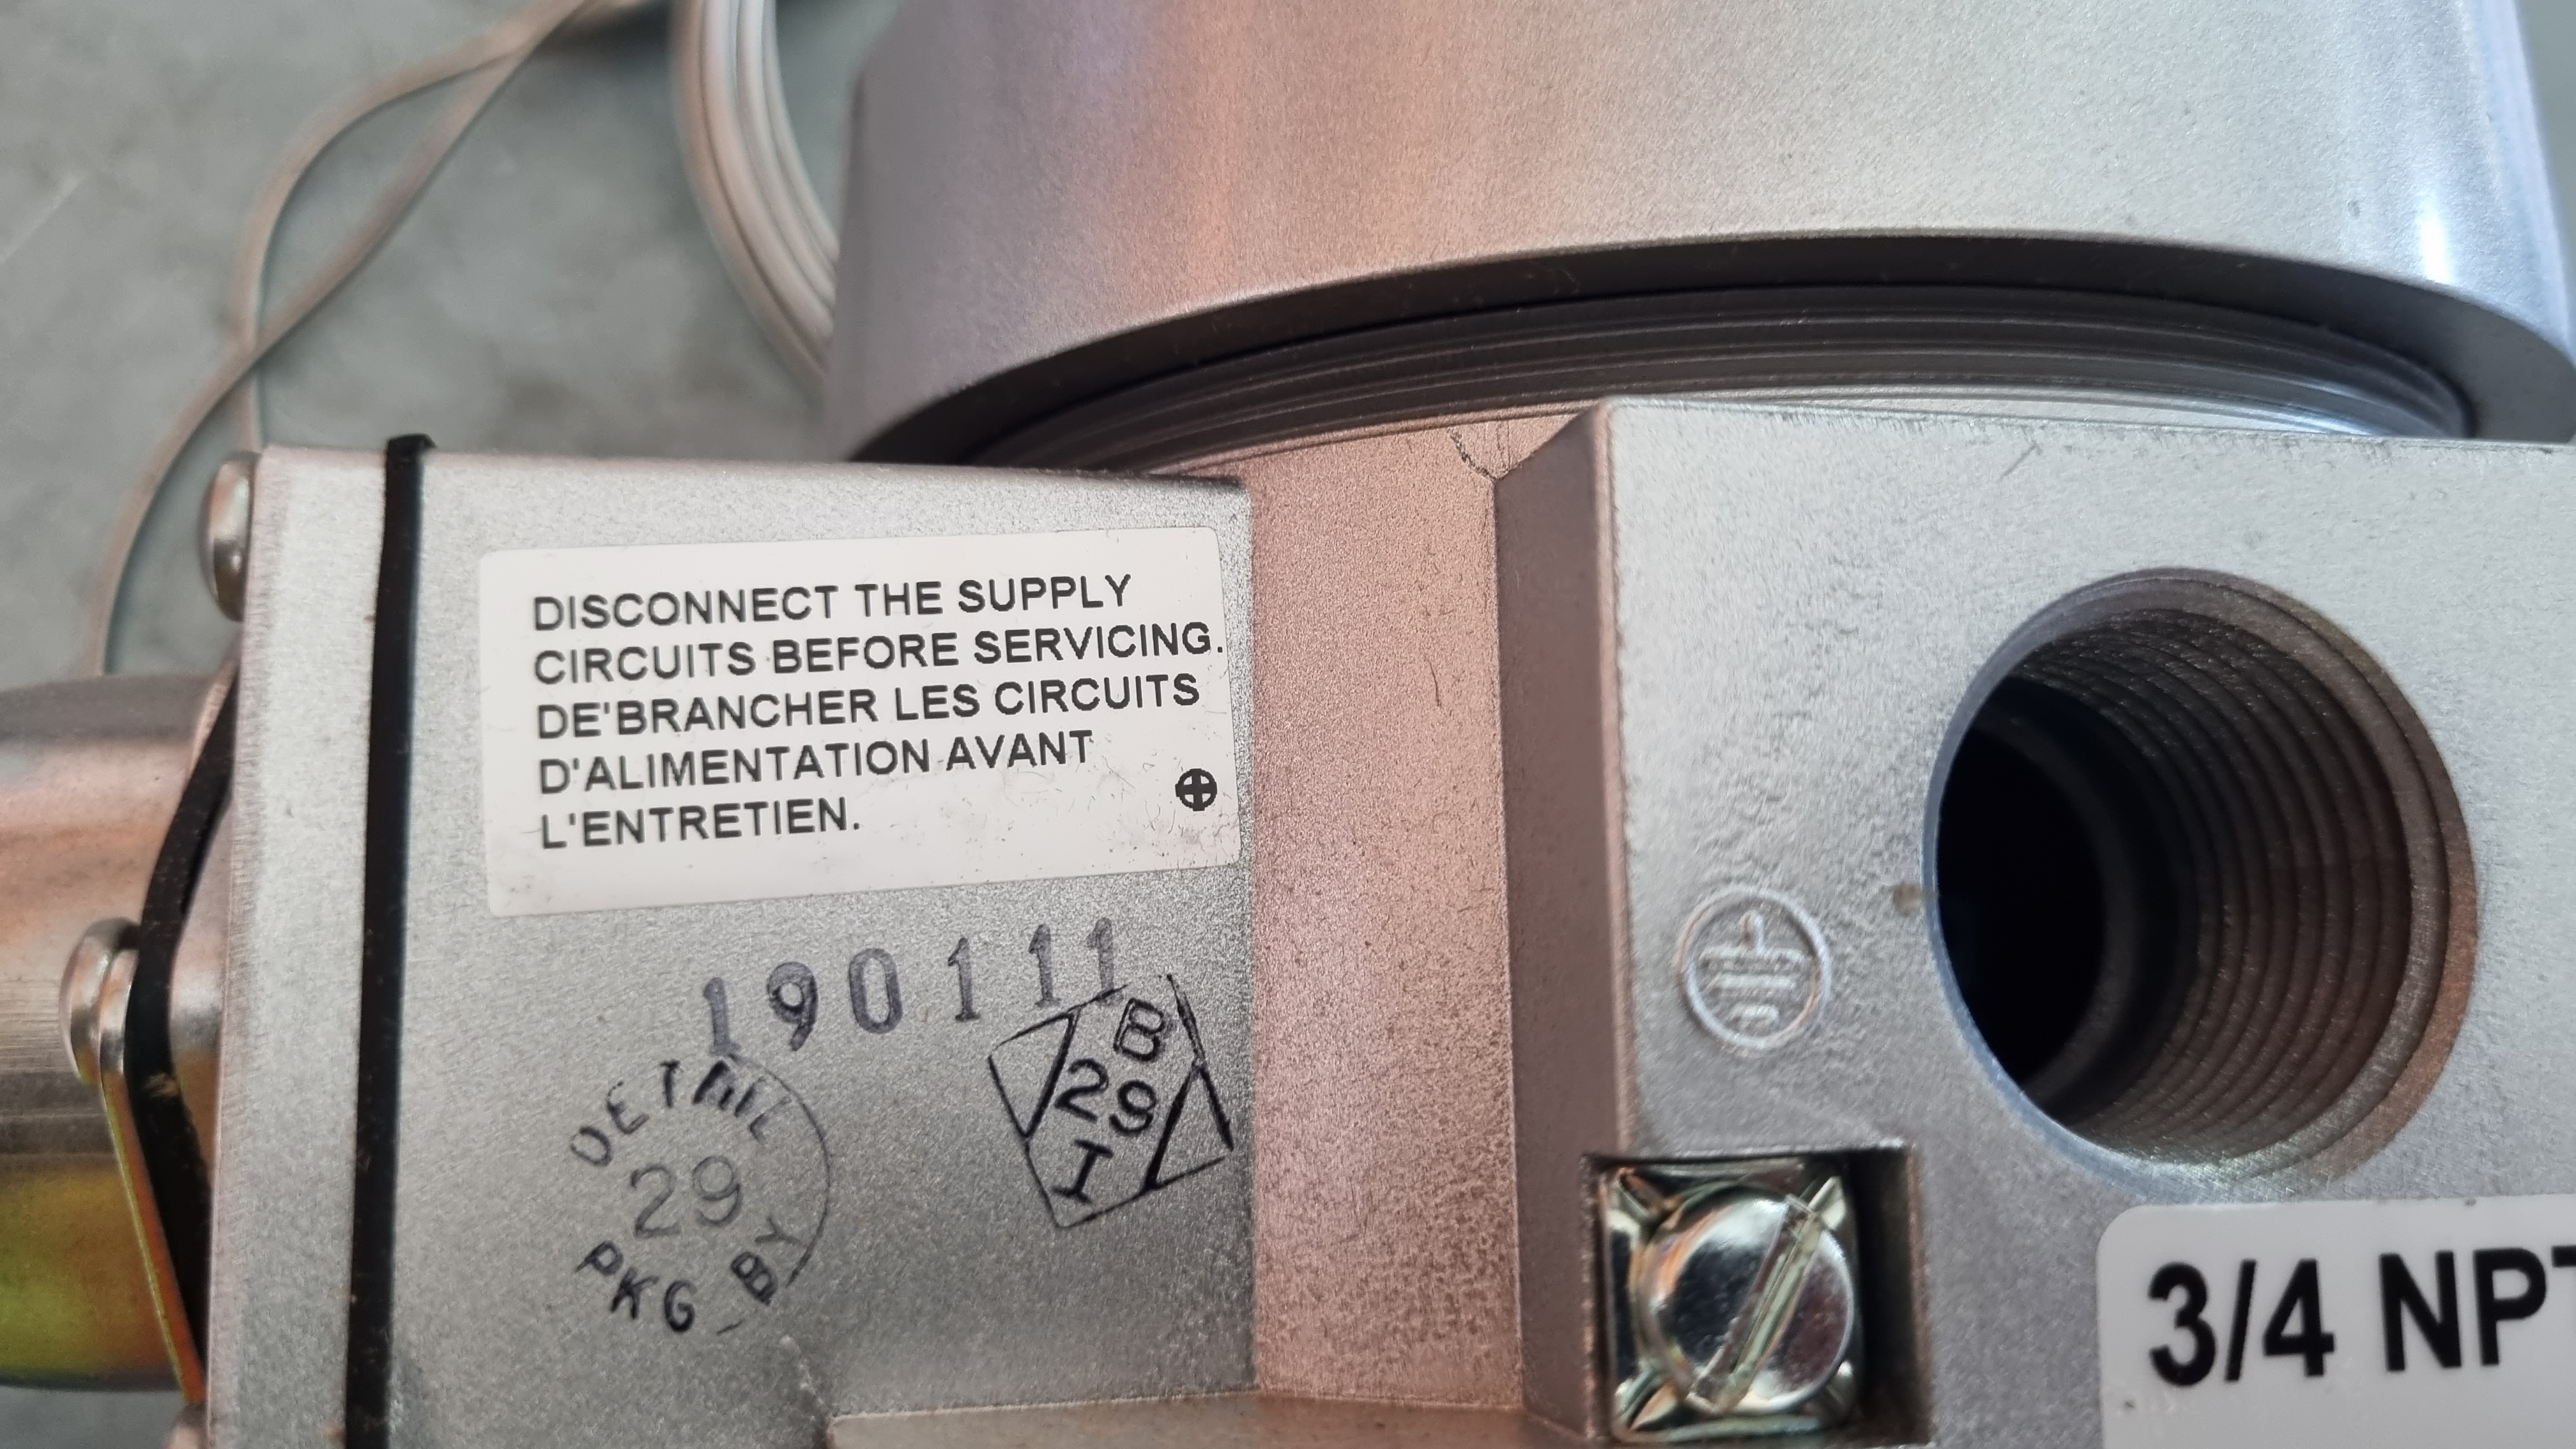 DISCONNECT THE SUPPLY
CIRCUITS BEFORE SERVICING.
DE'BRANCHER LES CIRCUITS
D'ALIMENTATION AVANT
L'ENTRETIEN.
190111
B
29
I
29
PKG BY
3/4 NPT